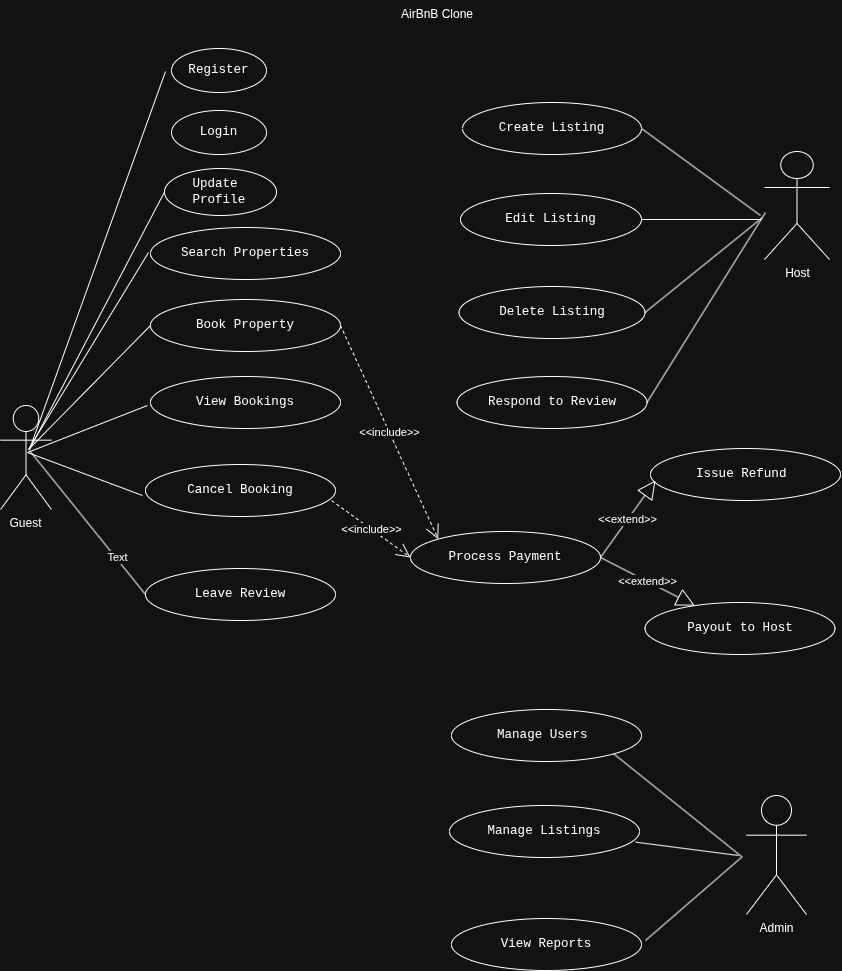 AirBnB Clone
Register
Login
Update
Profile
Search Properties
Book Property
View Bookings
Cancel Booking
Leave Review
Guest
Text
<<include>>
<<include>>
Process Payment
Create Listing
Edit Listing
Delete Listing
Respond to Review
Host
Issue Refund
<<extend>>
<<extend>>
Payout to Host
Manage Users
Manage Listings
View Reports
Admin